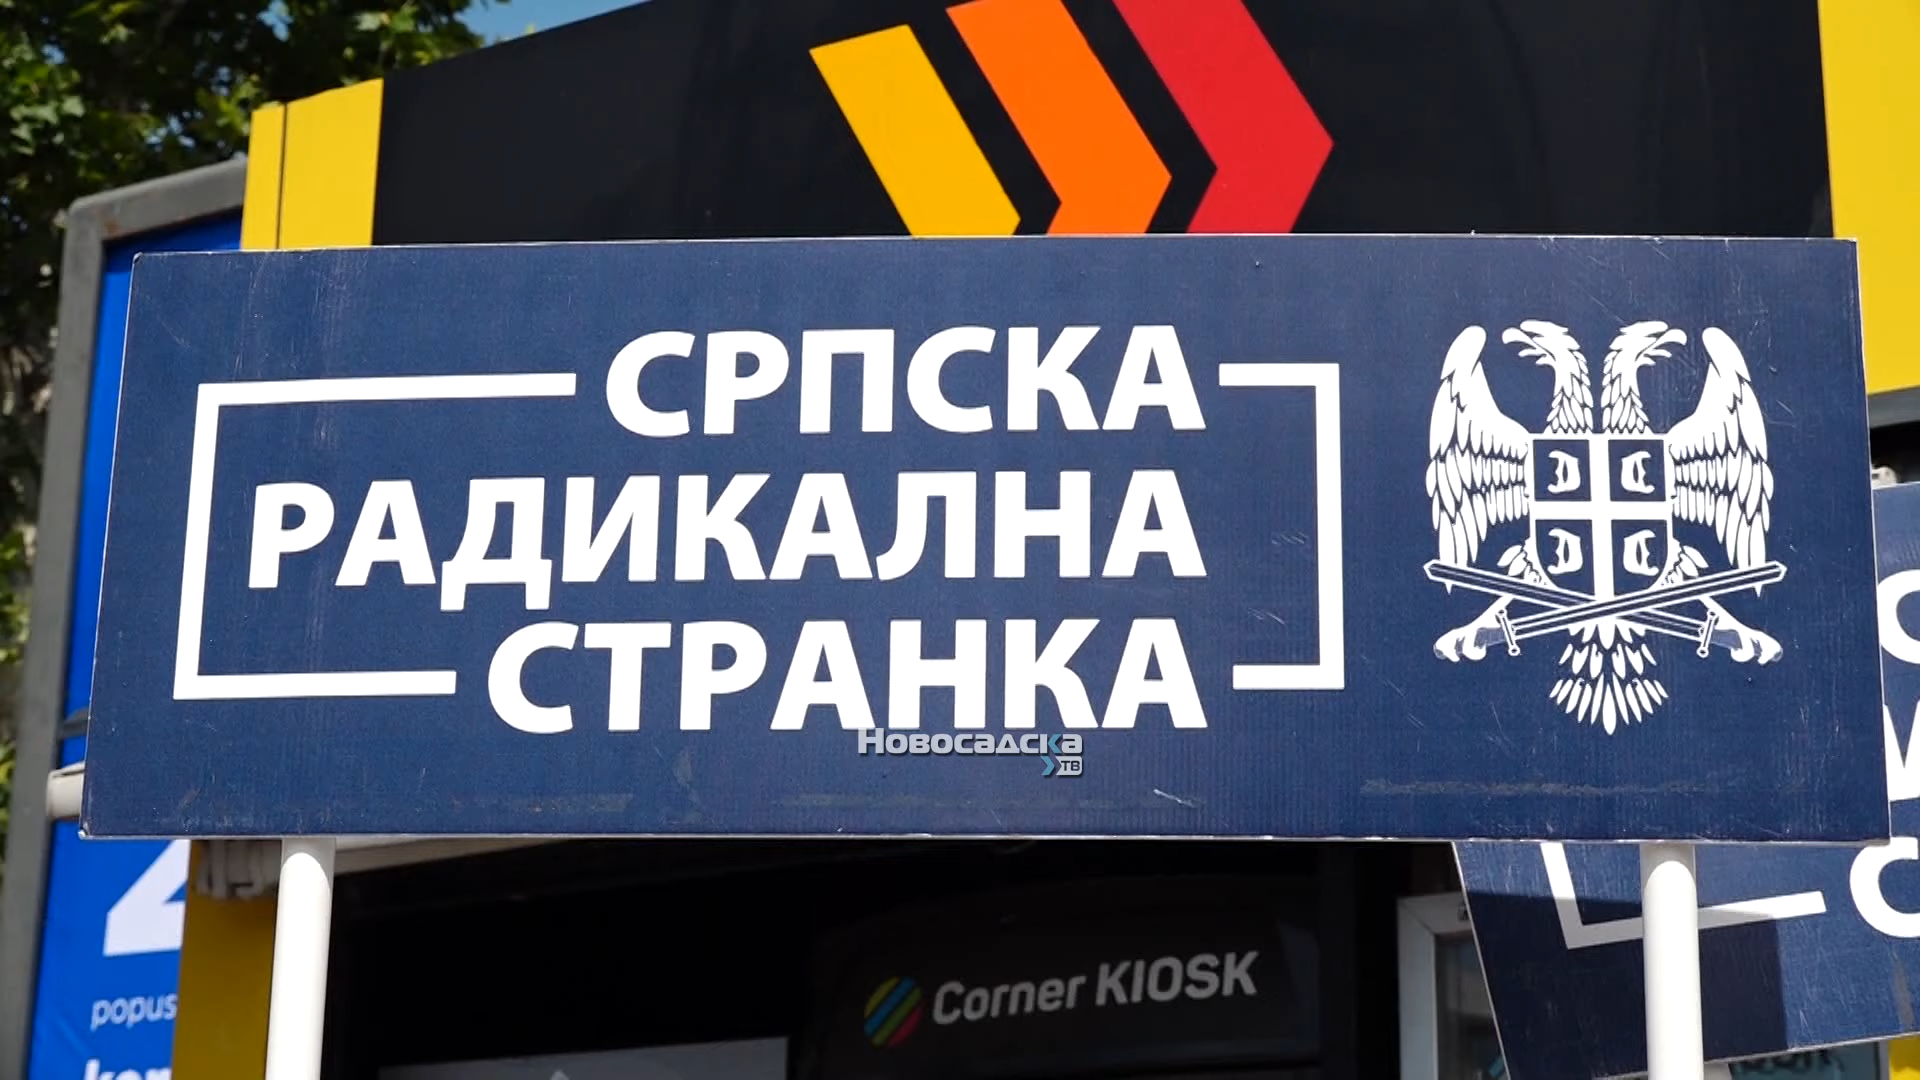 СРПСКА
РАДИКАЛНА
СТРАНКА
НОВОСАДСКА
ТВ
Corner KIOSK
popus